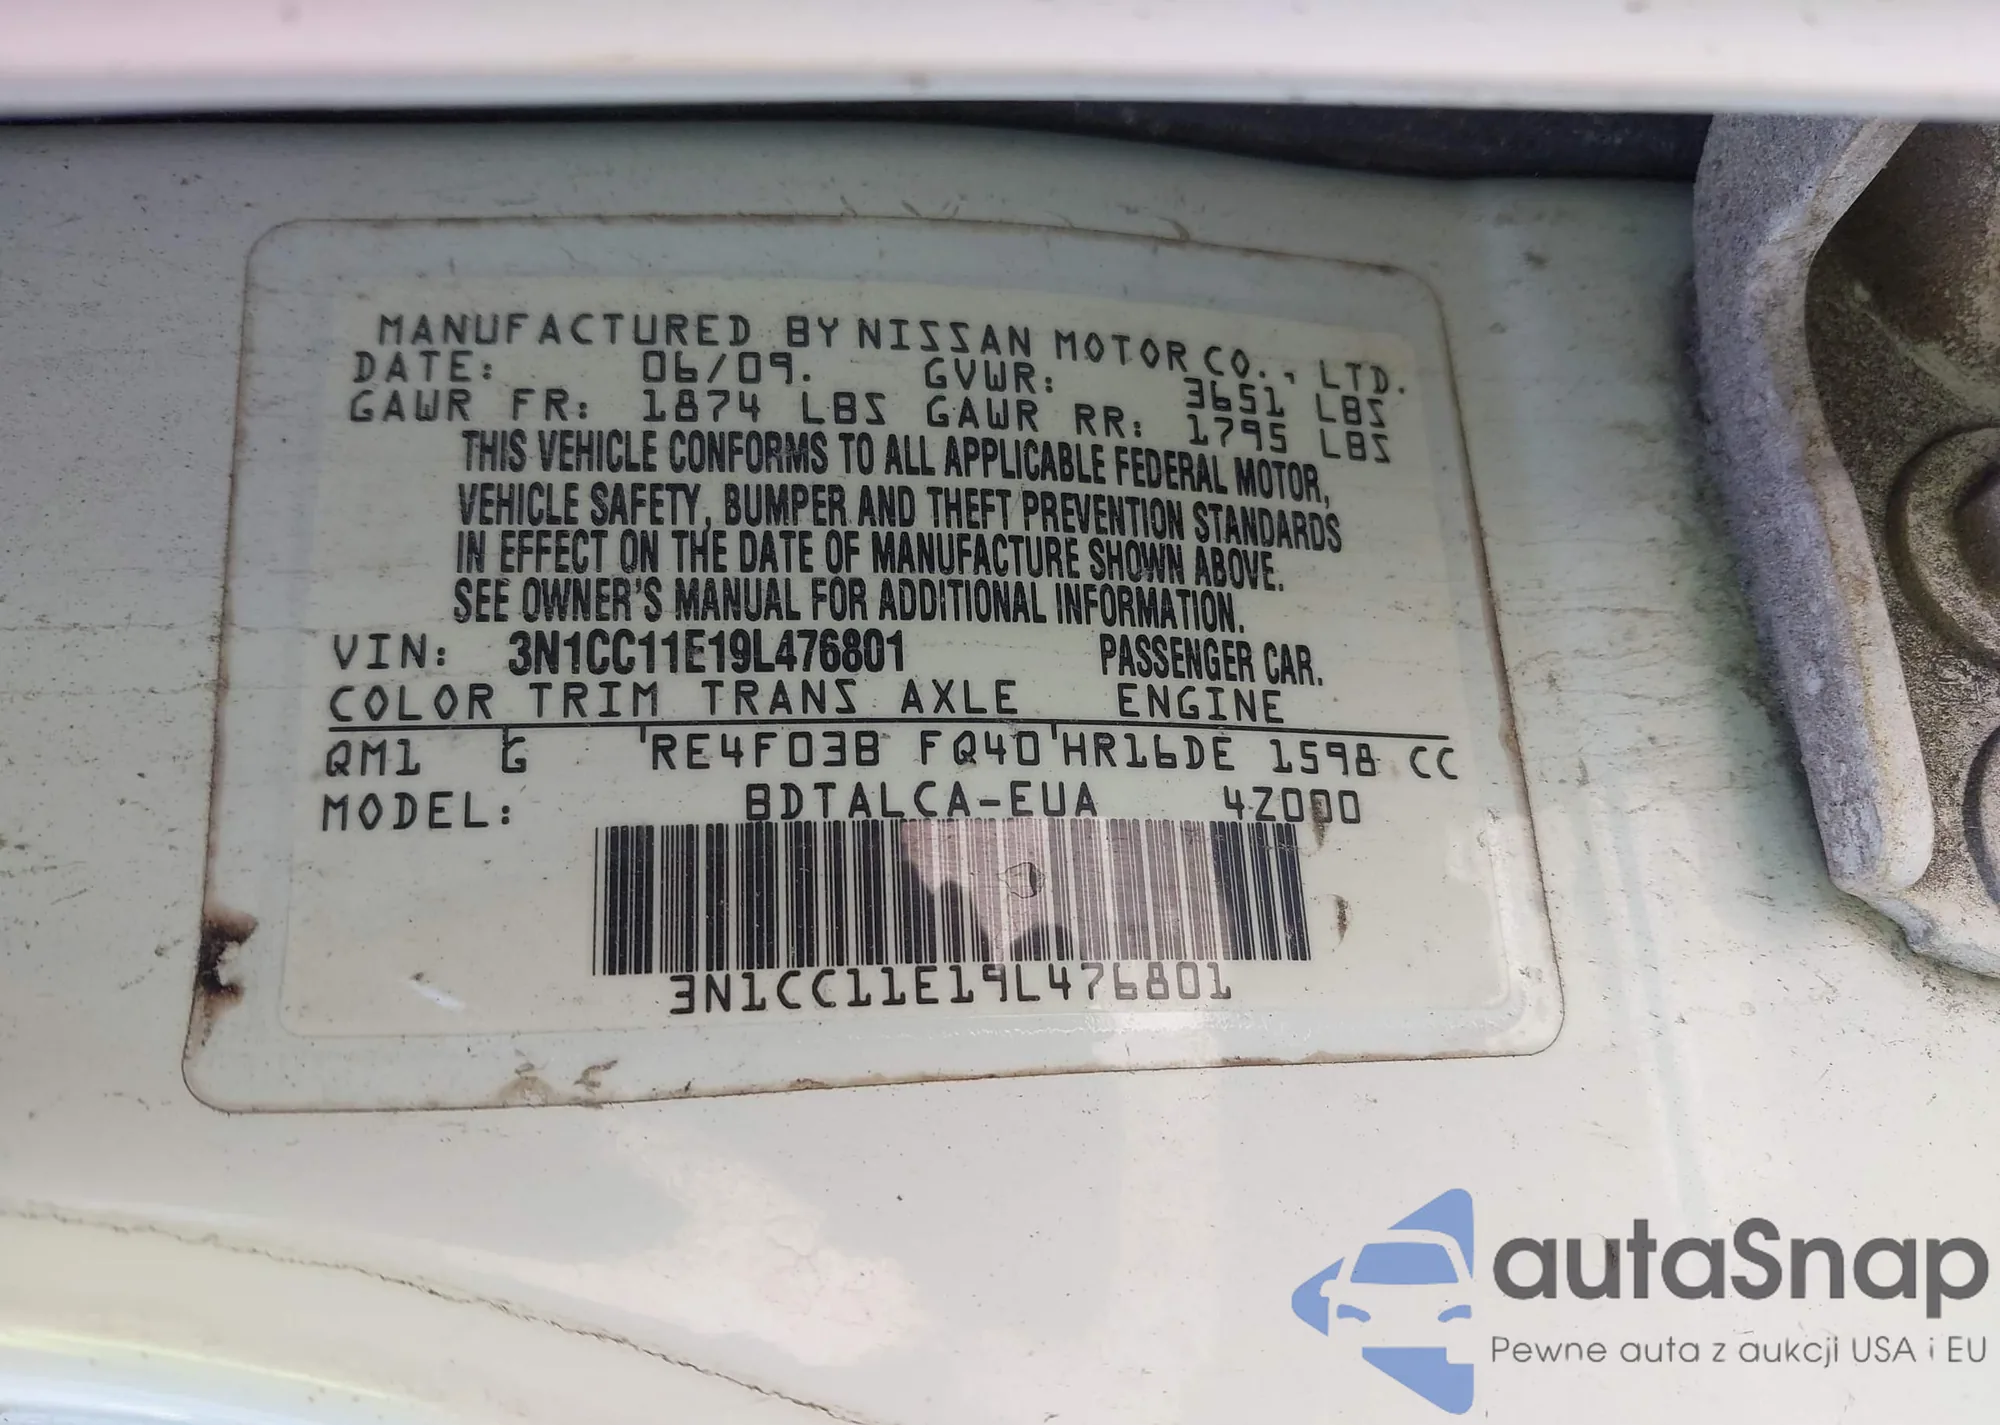 MANUFACTURED BY NISSAN MOTOR CO., LTD.
DATE: 06/09. GVWR: 3651 LBS
GAWR FR: 1874 LBS GAWR RR: 1795 LBS
THIS VEHICLE CONFORMS TO ALL APPLICABLE FEDERAL MOTOR,
VEHICLE SAFETY, BUMPER AND THEFT PREVENTION STANDARDS
IN EFFECT ON THE DATE OF MANUFACTURE SHOWN ABOVE.
SEE OWNER'S MANUAL FOR ADDITIONAL INFORMATION.
VIN: 3N1CC11E19L476801 PASSENGER CAR.
COLOR TRIM TRANS AXLE ENGINE
QM1 G 'RE4F03B FQ40'HR16DE 1598 CC
MODEL: BDTALCA-EUA 4Z000
3N1CC11E19L476801
autaSnap
Pewne auta z aukcji USA i EU